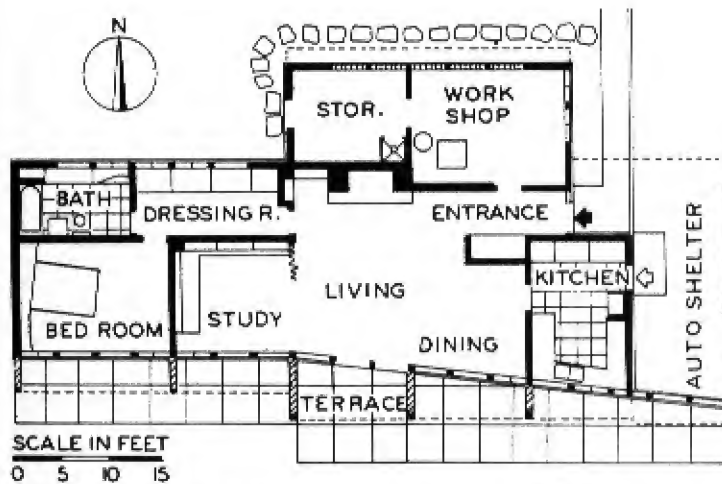 N
STOR.
WORK
SHOP
BATH
DRESSING R.
ENTRANCE
KITCHEN
LIVING
AUTO SHELTER
BED ROOM
STUDY
DINING
TERRACE
SCALE IN FEET
0 5 10 15